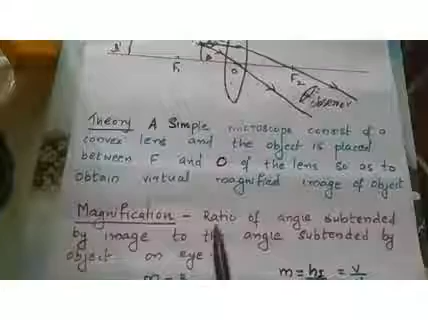 F₁
O
F₂
observer
Theory A Simple microscope consist of a
convex lens and the object is placed
between F and O of the lens so as to
obtain virtual magnified image of object
Magnification - Ratio of angle subtended
by image to the angle subtended by
object on eye.
m = hI = v